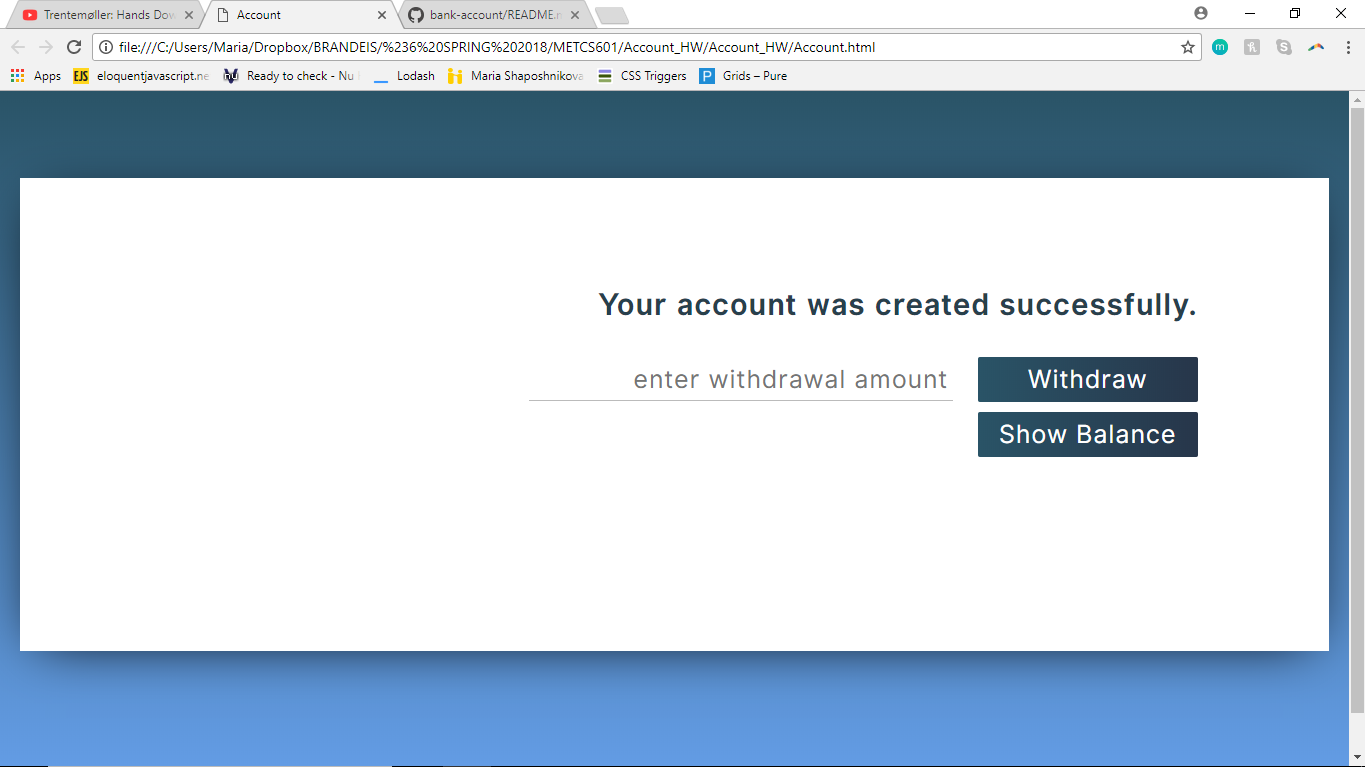 Trentemøller: Hands Dow
Account
bank-account/README.m
file:///C:/Users/Maria/Dropbox/BRANDEIS/%236%20SPRING%202018/METCS601/Account_HW/Account_HW/Account.html
Apps
EJS
eloquentjavascript.ne
nu
Ready to check - Nu
Lodash
Maria Shaposhnikova
CSS Triggers
P
Grids – Pure
m
hn
S
Your account was created successfully.
enter withdrawal amount
Withdraw
Show Balance